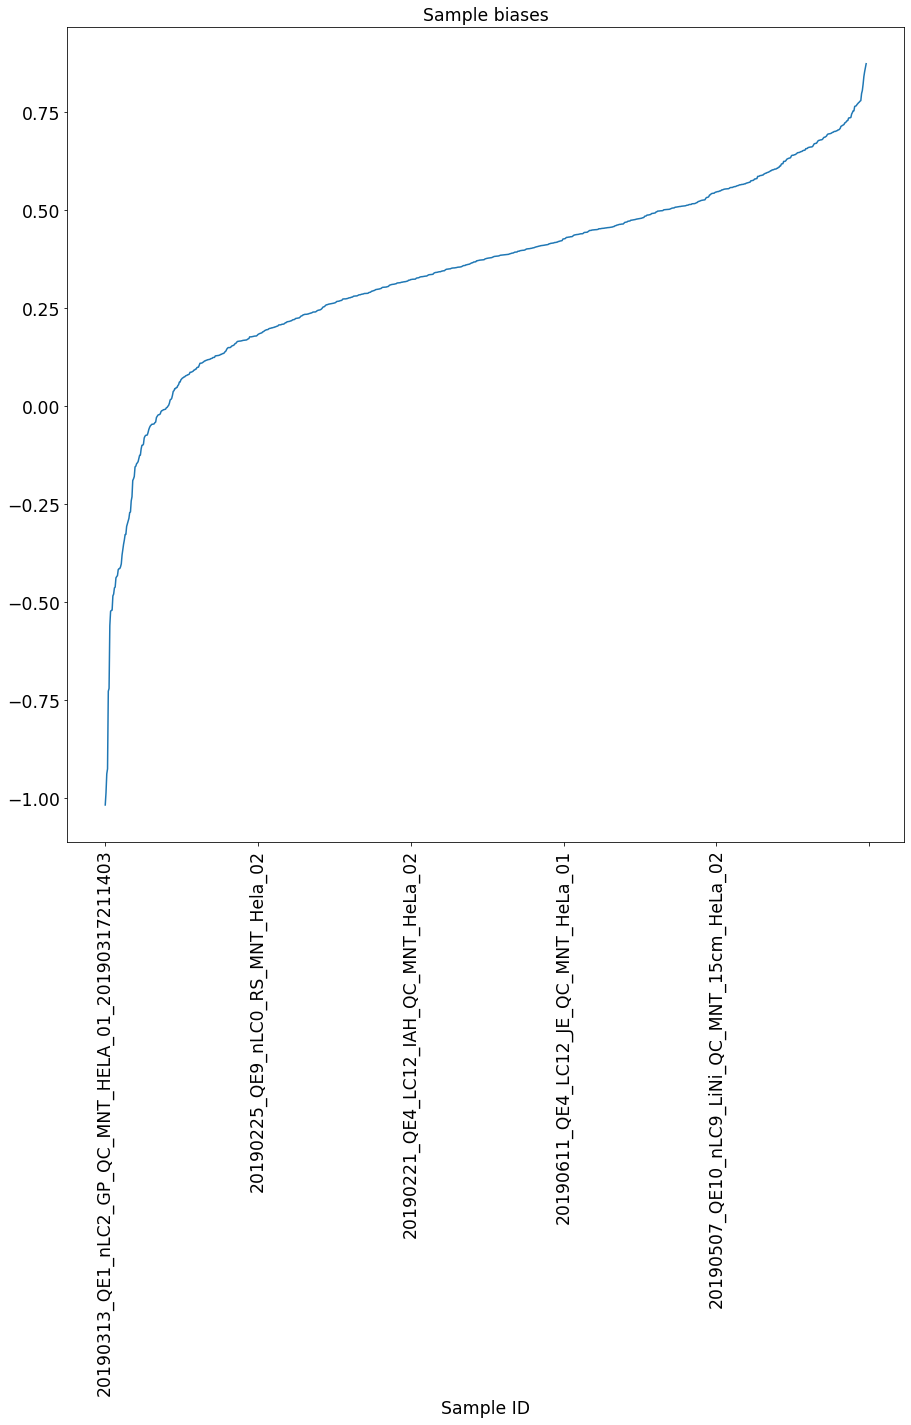 Sample biases
0.75
0.50
0.25
0.00
−0.25
−0.50
−0.75
−1.00
20190313_QE1_nLC2_GP_QC_MNT_HELA_01_20190317211403
20190225_QE9_nLC0_RS_MNT_Hela_02
20190221_QE4_LC12_IAH_QC_MNT_HeLa_02
20190611_QE4_LC12_JE_QC_MNT_HeLa_01
20190507_QE10_nLC9_LiNi_QC_MNT_15cm_HeLa_02
Sample ID